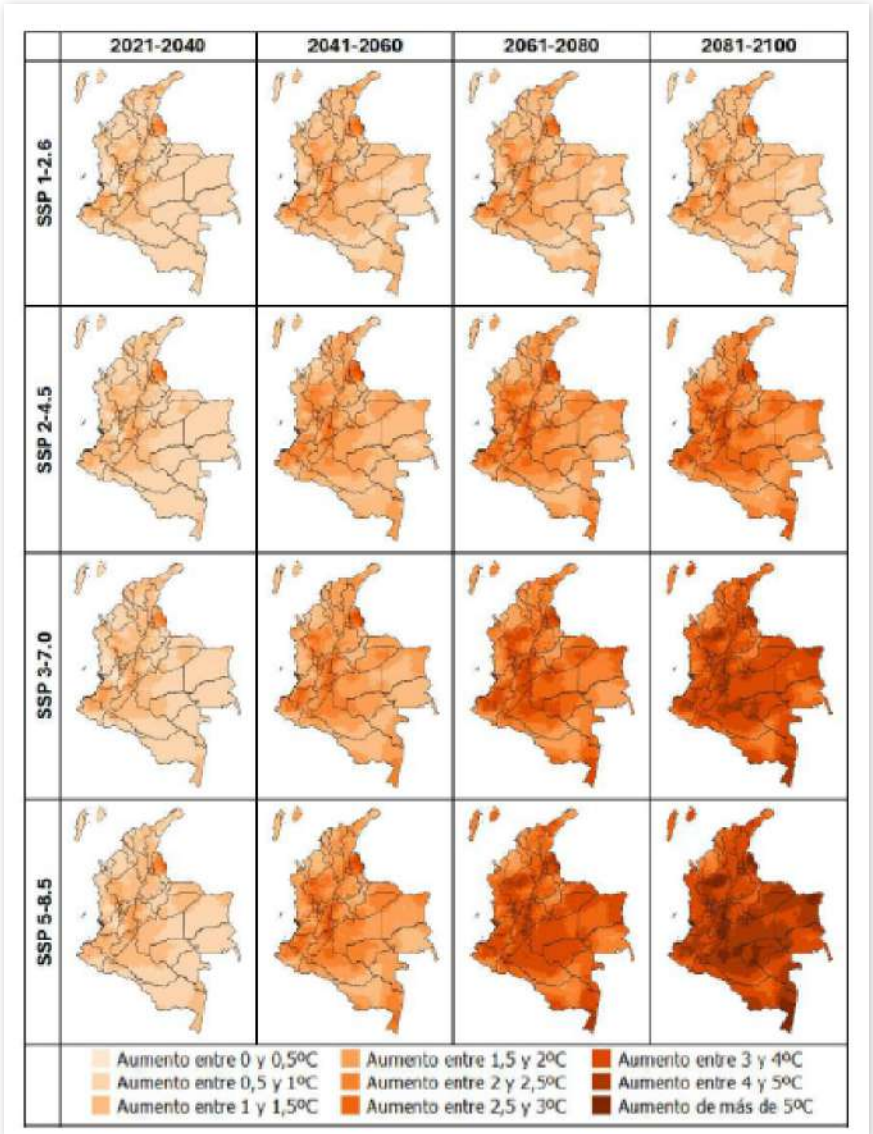 2021-2040 2041-2060 2061-2080 2081-2100
SSP 1-2.6
SSP 2-4.5
SSP 3-7.0
SSP 5-8.5
Aumento entre 0 y 0,5ºC Aumento entre 1,5 y 2ºC Aumento entre 3 y 4ºC
Aumento entre 0,5 y 1ºC Aumento entre 2 y 2,5ºC Aumento entre 4 y 5ºC
Aumento entre 1 y 1,5ºC Aumento entre 2,5 y 3ºC Aumento de más de 5ºC